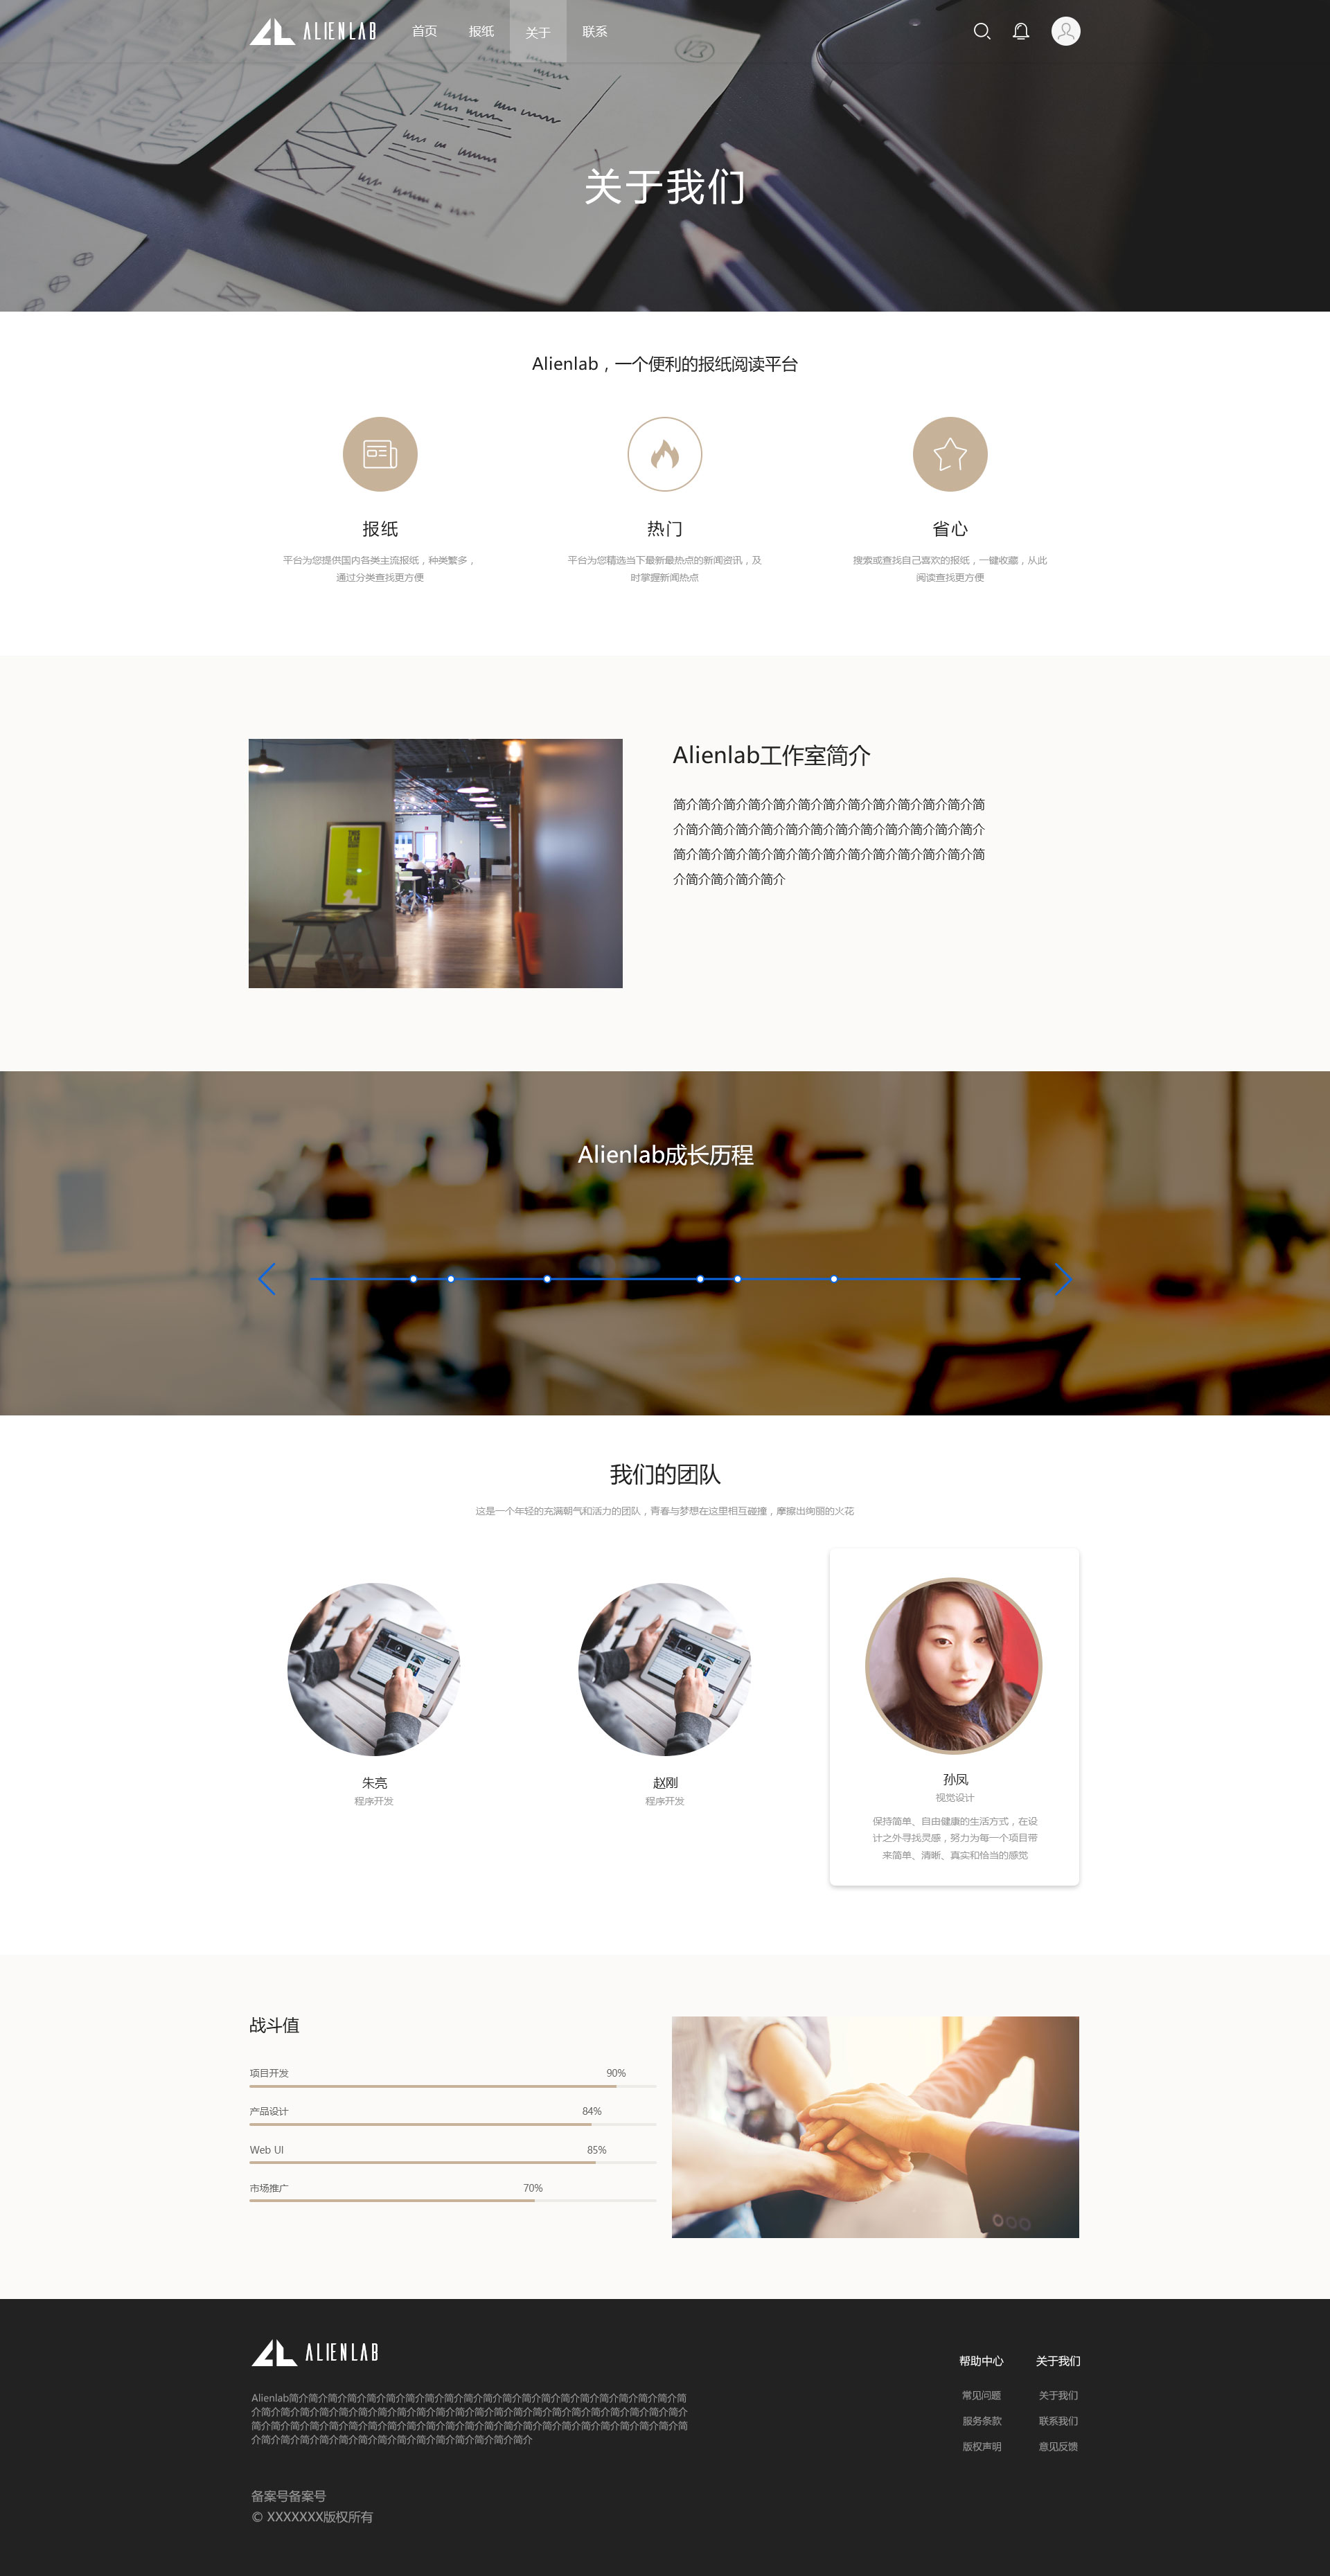 ALIENLAB
首页
报纸
关于
联系
关于我们
Alienlab，一个便利的报纸阅读平台
报纸
热门
省心
平台为您提供国内各类主流报纸，种类繁多，
通过分类查找更方便
平台为您精选当下最新最热点的新闻资讯，及
时掌握新闻热点
搜索或查找自己喜欢的报纸，一键收藏，从此
阅读查找更方便
Alienlab工作室简介
简介简介简介简介简介简介简介简介简介简介简介简介简
介简介简介简介简介简介简介简介简介简介简介简介简介
简介简介简介简介简介简介简介简介简介简介简介简介简
介简介简介简介简介
Alienlab成长历程
我们的团队
这是一个年轻的充满朝气和活力的团队，青春与梦想在这里相互碰撞，摩擦出绚丽的火花
朱亮
程序开发
赵刚
程序开发
孙凤
视觉设计
保持简单、自由健康的生活方式，在设
计之外寻找灵感，努力为每一个项目带
来简单、清晰、真实和恰当的感觉
战斗值
项目开发 90%
产品设计 84%
Web UI 85%
市场推广 70%
ALIENLAB
Alienlab简介简介简介简介简介简介简介简介简介简介简介简介简介简介简介简介简介简介简介简介简
介简介简介简介简介简介简介简介简介简介简介简介简介简介简介简介简介简介简介简介简介简介简介
简介简介简介简介简介简介简介简介简介简介简介简介简介简介简介简介简介简介简介简介简介简介简
介简介简介简介简介简介简介简介简介简介简介简介简介简介简介
帮助中心
常见问题
服务条款
版权声明
关于我们
关于我们
联系我们
意见反馈
备案号备案号
© XXXXXXX版权所有